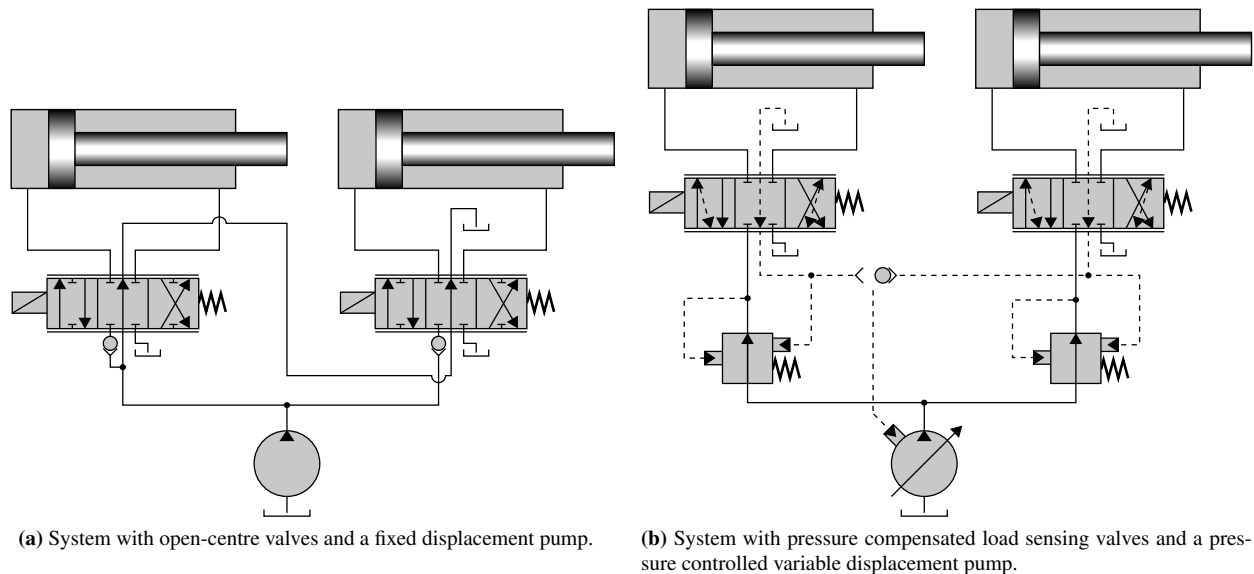 (a) System with open-centre valves and a fixed displacement pump.
(b) System with pressure compensated load sensing valves and a pres-
sure controlled variable displacement pump.